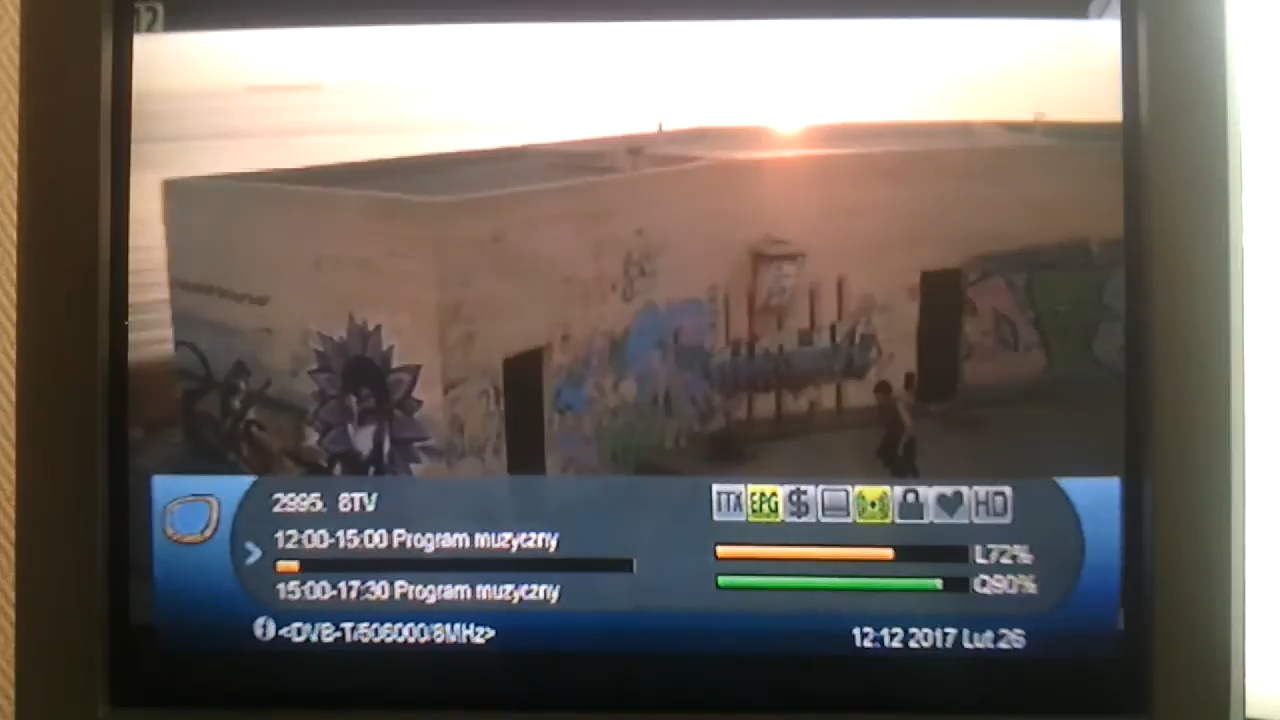 12
2995. 8TV
TTX EPG $ HD
12:00-15:00 Program muzyczny
L72%
15:00-17:30 Program muzyczny
Q90%
<DVB-T/506000/8MHz>
12:12 2017 Lut 26